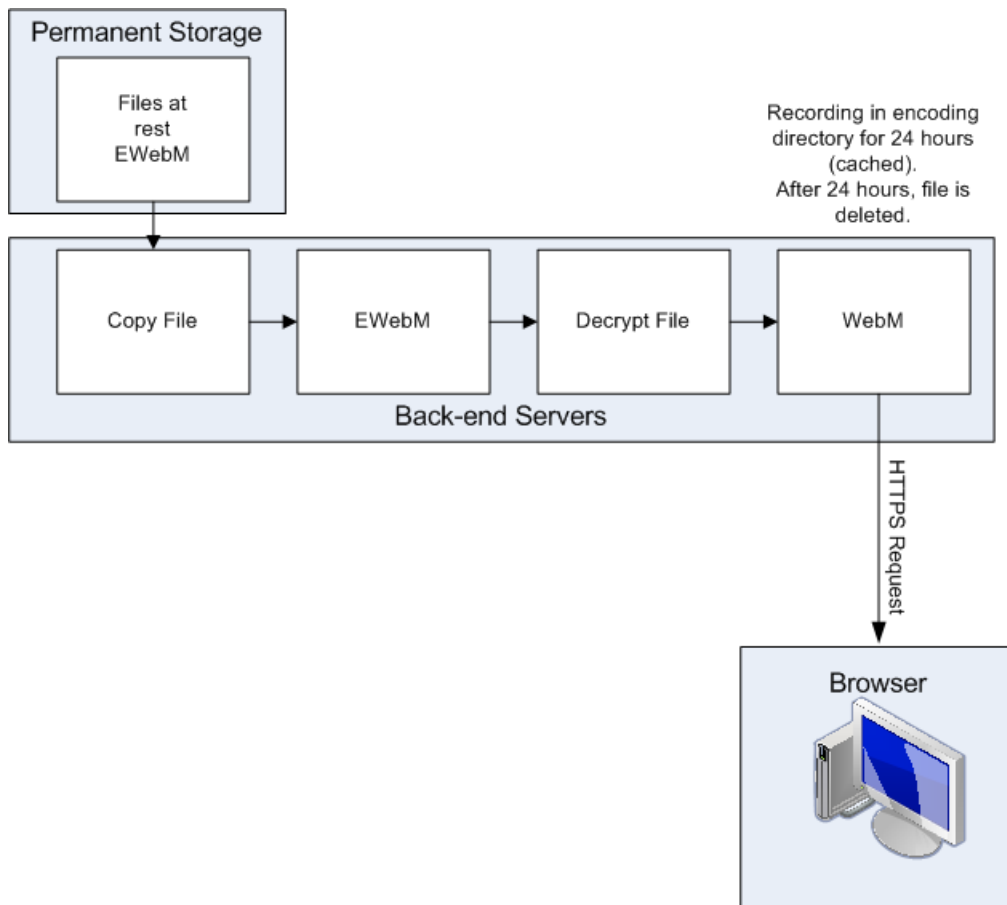 Permanent Storage
Files at
rest
EWebM
Recording in encoding
directory for 24 hours
(cached).
After 24 hours, file is
deleted.
Copy File
EWebM
Decrypt File
WebM
Back-end Servers
HTTPS Request
Browser